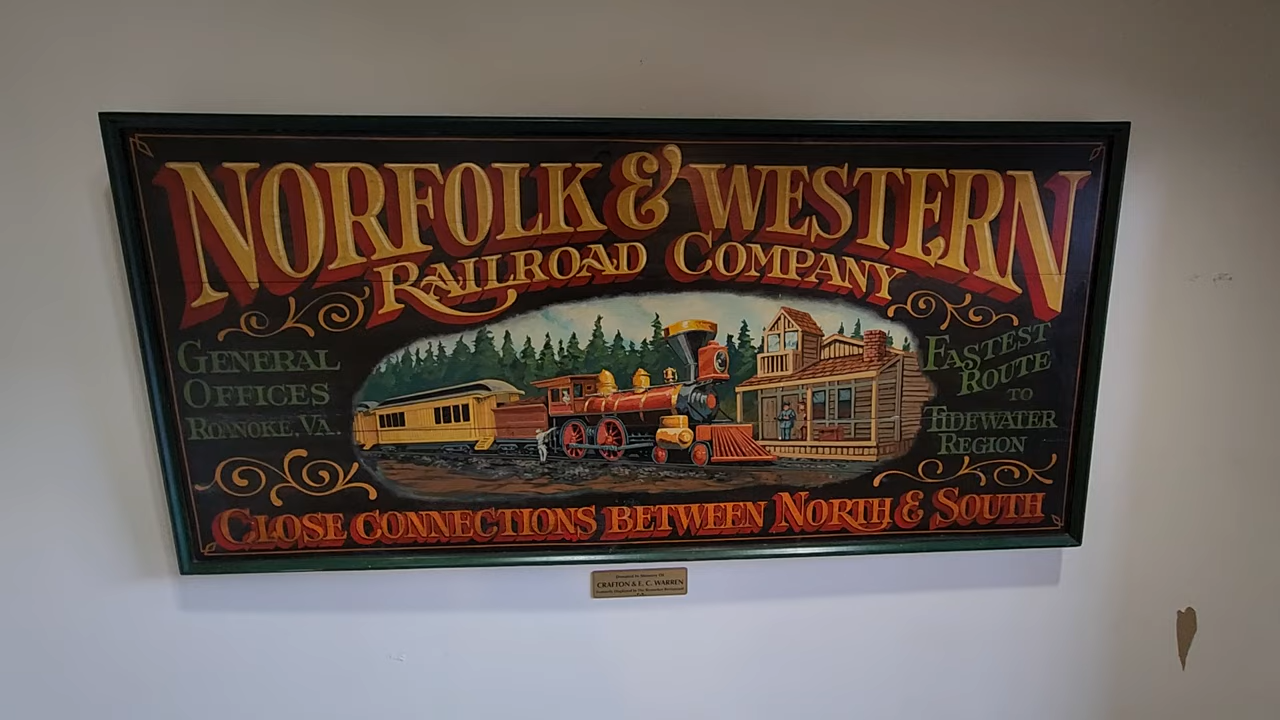 NORFOLK & WESTERN
RAILROAD COMPANY
GENERAL
OFFICES
ROANOKE, VA.
FASTEST
ROUTE
TO
TIDEWATER
REGION
CLOSE CONNECTIONS BETWEEN NORTH & SOUTH
CRAFTON & E. C. WARREN